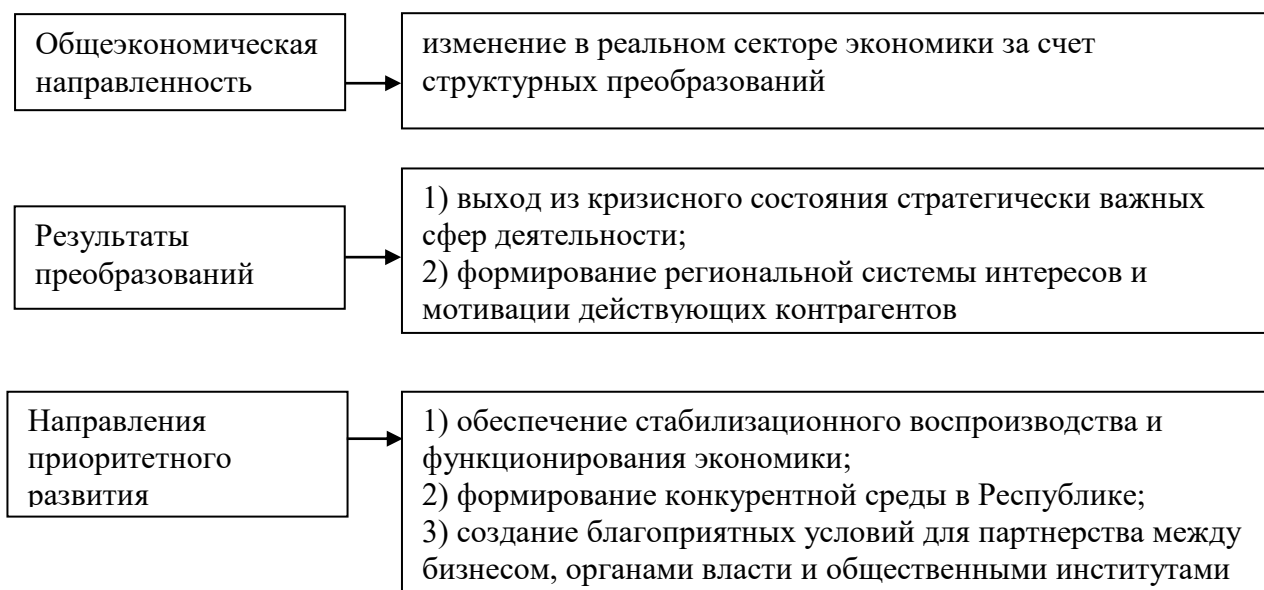 Общеэкономическая
направленность
изменение в реальном секторе экономики за счет
структурных преобразований
Результаты
преобразований
1) выход из кризисного состояния стратегически важных
сфер деятельности;
2) формирование региональной системы интересов и
мотивации действующих контрагентов
Направления
приоритетного
развития
1) обеспечение стабилизационного воспроизводства и
функционирования экономики;
2) формирование конкурентной среды в Республике;
3) создание благоприятных условий для партнерства между
бизнесом, органами власти и общественными институтами